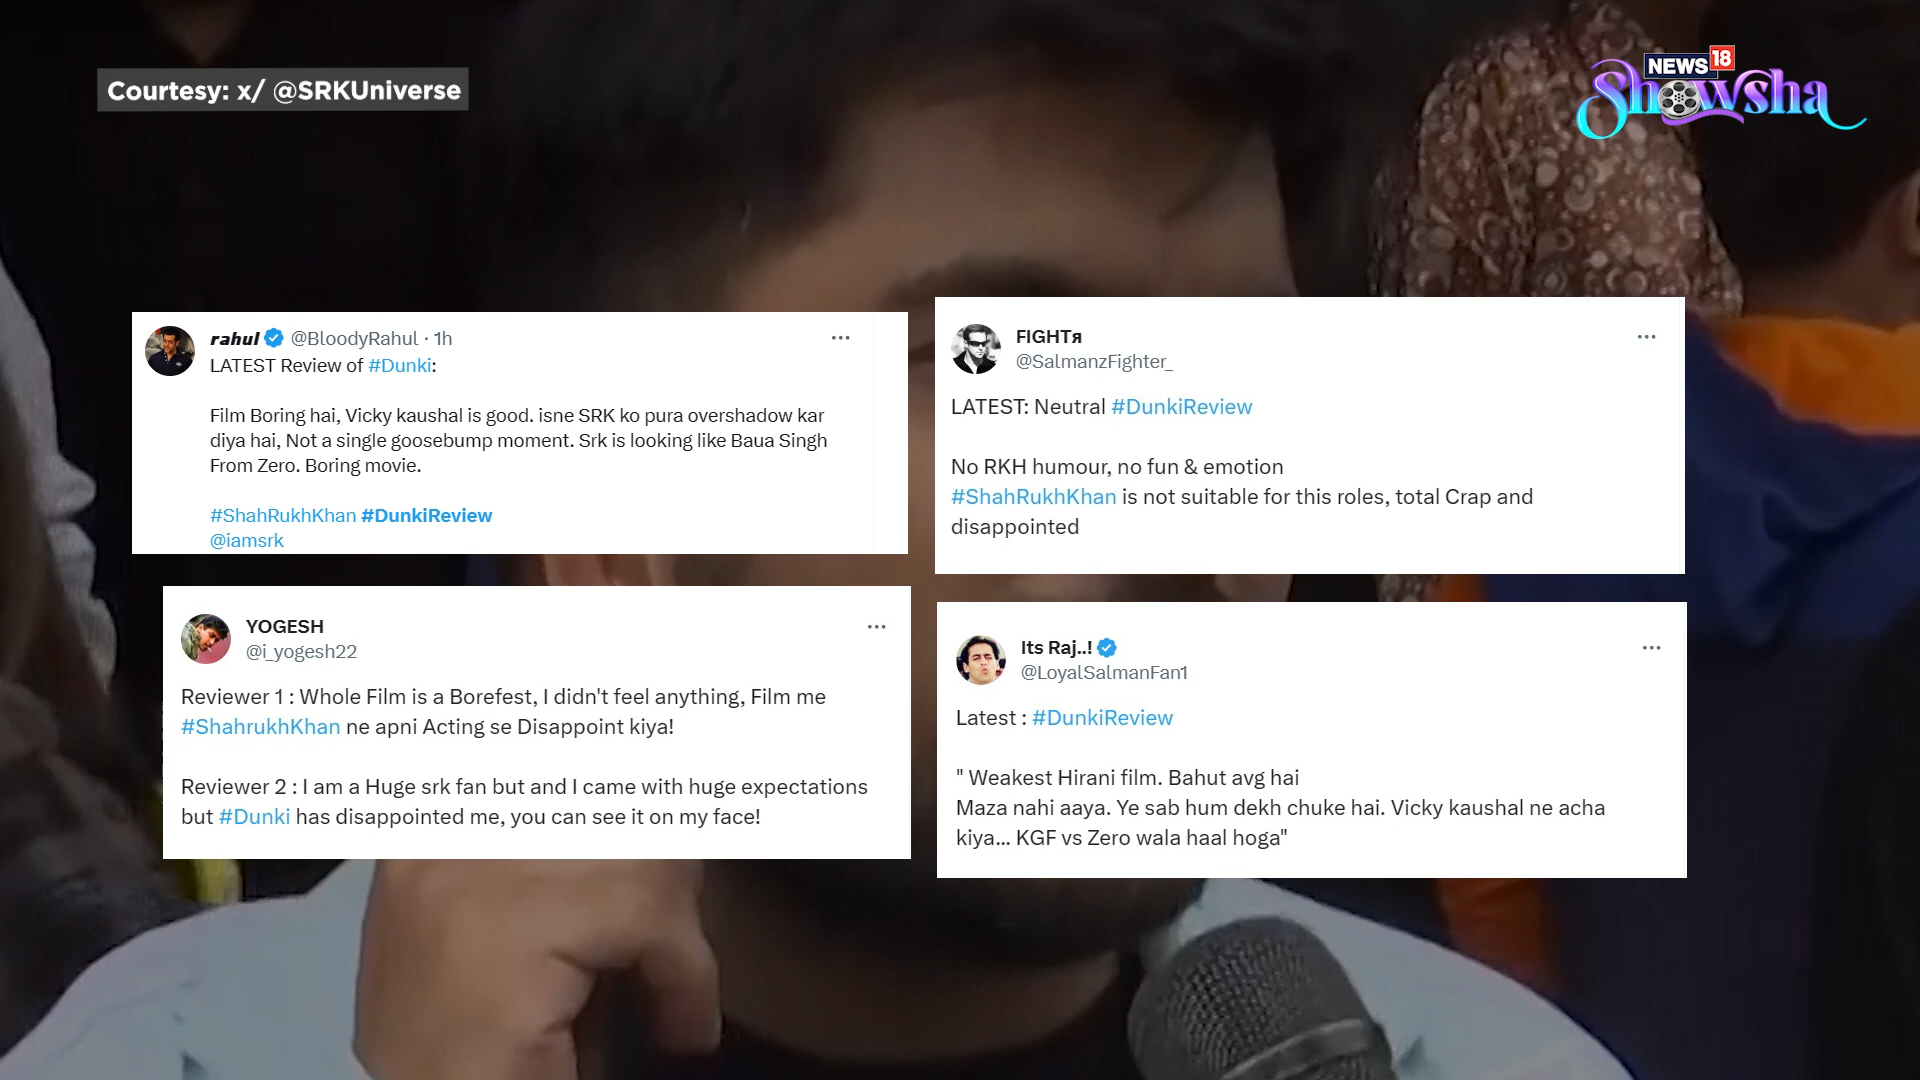 Courtesy: x/ @SRKUniverse
NEWS 18
Showsha
rahul @BloodyRahul · 1h
LATEST Review of #Dunki:
Film Boring hai, Vicky kaushal is good. isne SRK ko pura overshadow kar
diya hai, Not a single goosebump moment. Srk is looking like Baua Singh
From Zero. Boring movie.
#ShahRukhKhan #DunkiReview
@iamsrk
FIGHTя
@SalmanzFighter_
LATEST: Neutral #DunkiReview
No RKH humour, no fun & emotion
#ShahRukhKhan is not suitable for this roles, total Crap and
disappointed
YOGESH
@i_yogesh22
Reviewer 1 : Whole Film is a Borefest, I didn't feel anything, Film me
#ShahrukhKhan ne apni Acting se Disappoint kiya!
Reviewer 2 : I am a Huge srk fan but and I came with huge expectations
but #Dunki has disappointed me, you can see it on my face!
Its Raj..!
@LoyalSalmanFan1
Latest : #DunkiReview
" Weakest Hirani film. Bahut avg hai
Maza nahi aaya. Ye sab hum dekh chuke hai. Vicky kaushal ne acha
kiya... KGF vs Zero wala haal hoga"